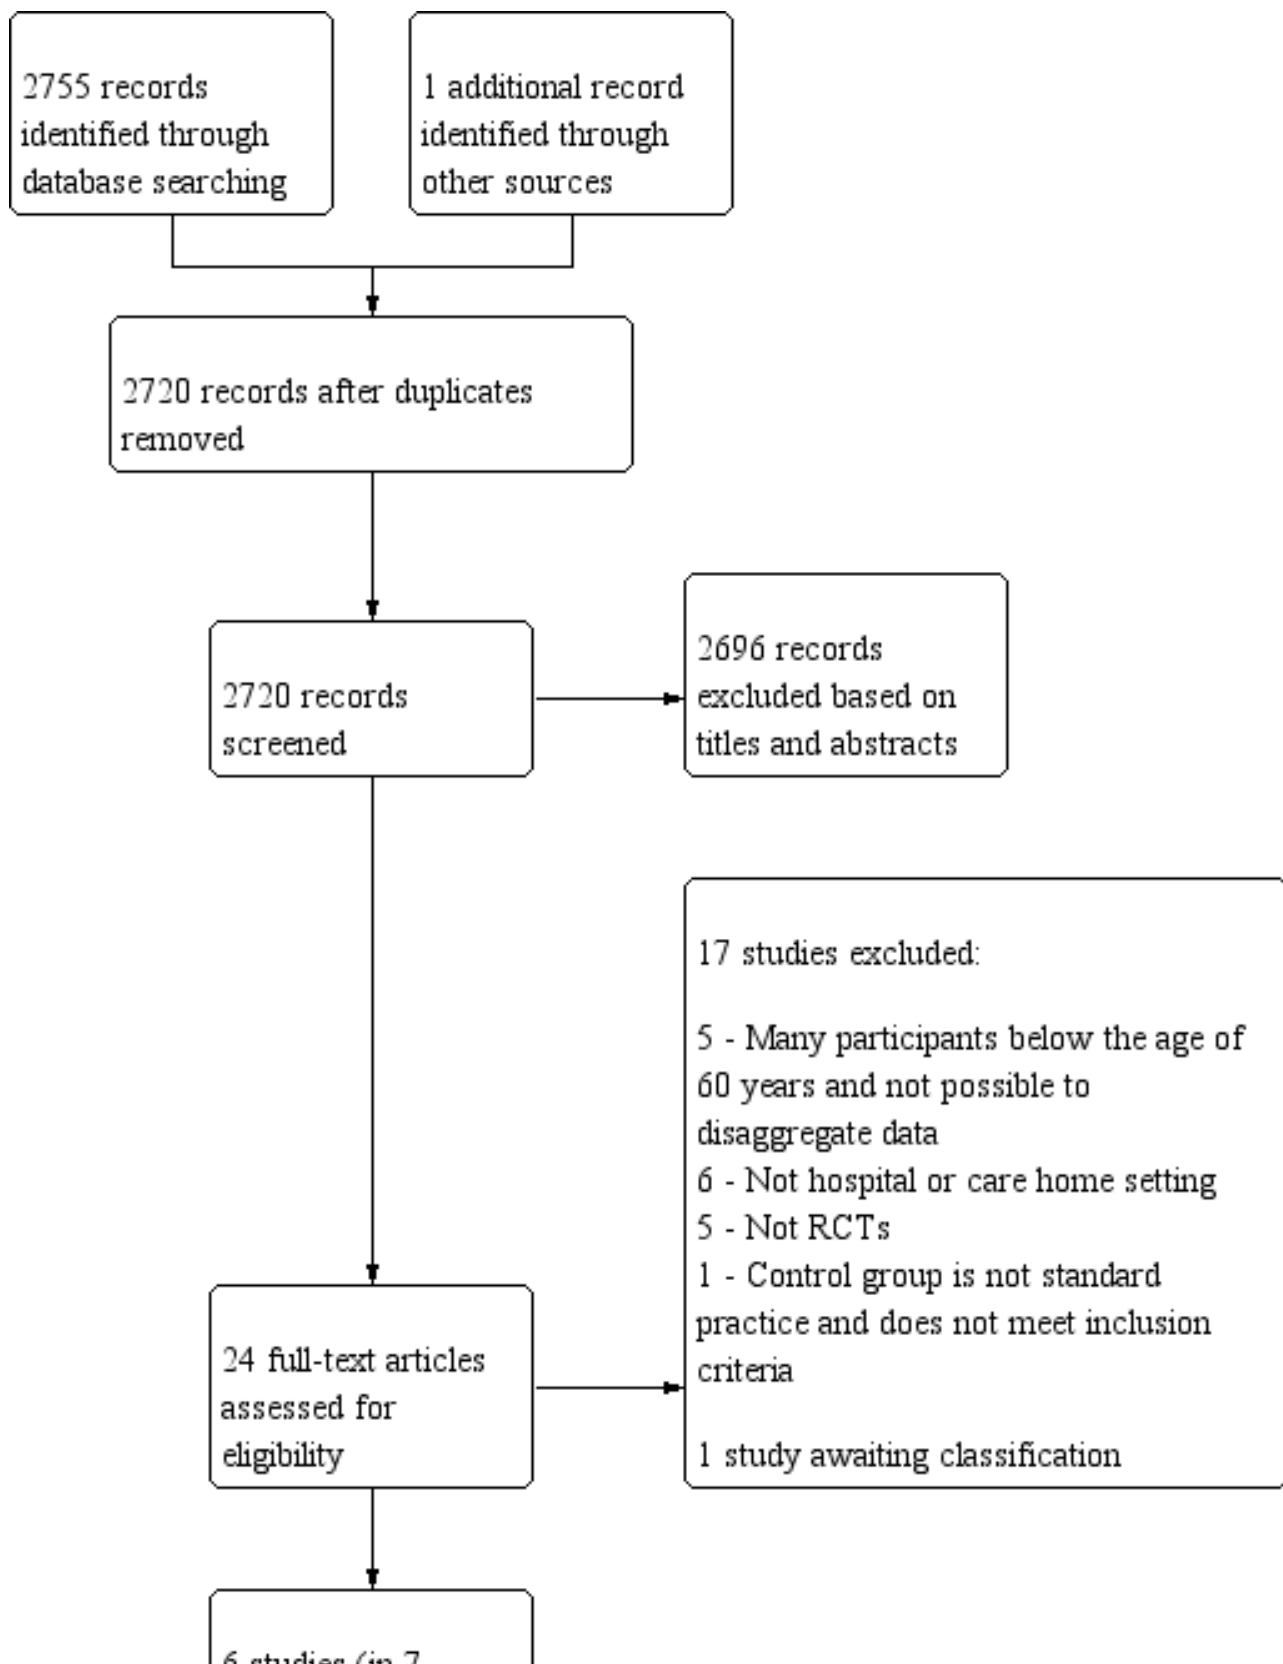 2755 records
identified through
database searching
1 additional record
identified through
other sources
2720 records after duplicates
removed
2720 records
screened
2696 records
excluded based on
titles and abstracts
17 studies excluded:
5 - Many participants below the age of
60 years and not possible to
disaggregate data
6 - Not hospital or care home setting
5 - Not RCTs
1 - Control group is not standard
practice and does not meet inclusion
criteria
1 study awaiting classification
24 full-text articles
assessed for
eligibility
6 studies (in 7